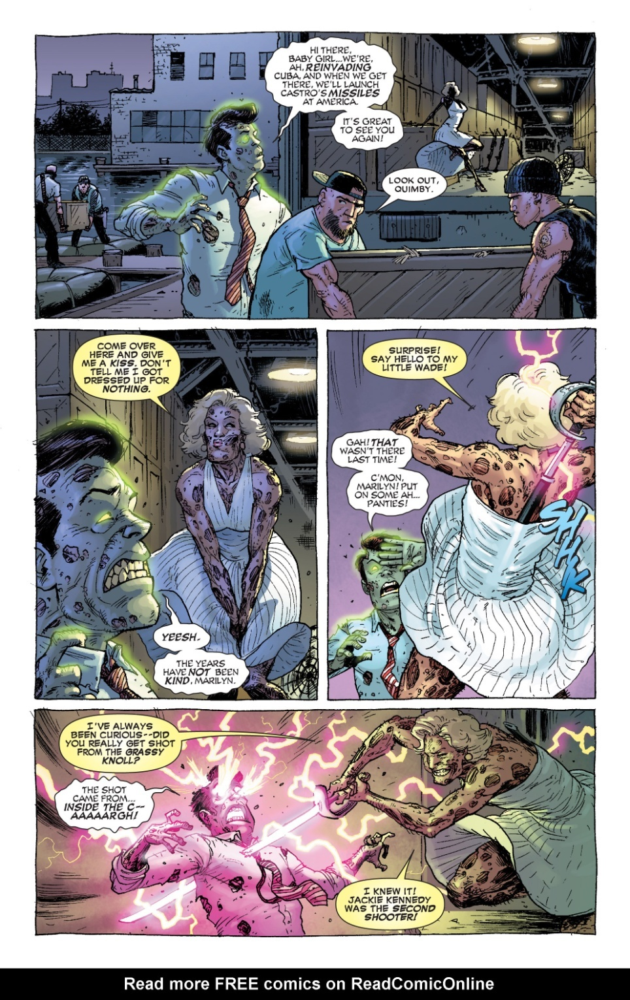 HI THERE,
BABY GIRL...WE'RE,
AH, REINVADING
CUBA, AND WHEN WE GET
THERE, WE'LL LAUNCH
CASTRO'S MISSILES
AT AMERICA.
IT'S GREAT
TO SEE YOU
AGAIN!
LOOK OUT,
QUIMBY.
COME OVER
HERE AND GIVE
ME A KISS. DON'T
TELL ME I GOT
DRESSED UP FOR
NOTHING.
YEESH.
THE YEARS
HAVE NOT BEEN
KIND, MARILYN.
SURPRISE!
SAY HELLO TO MY
LITTLE WADE!
GAH! THAT
WASN'T THERE
LAST TIME!
C'MON,
MARILYN! PUT
ON SOME AH...
PANTIES!
SHHIK
I'VE ALWAYS
BEEN CURIOUS--DID
YOU REALLY GET SHOT
FROM THE GRASSY
KNOLL?
THE SHOT
CAME FROM...
INSIDE THE C--
AAAAARGH!
I KNEW IT!
JACKIE KENNEDY
WAS THE SECOND
SHOOTER!
Read more FREE comics on ReadComicOnline